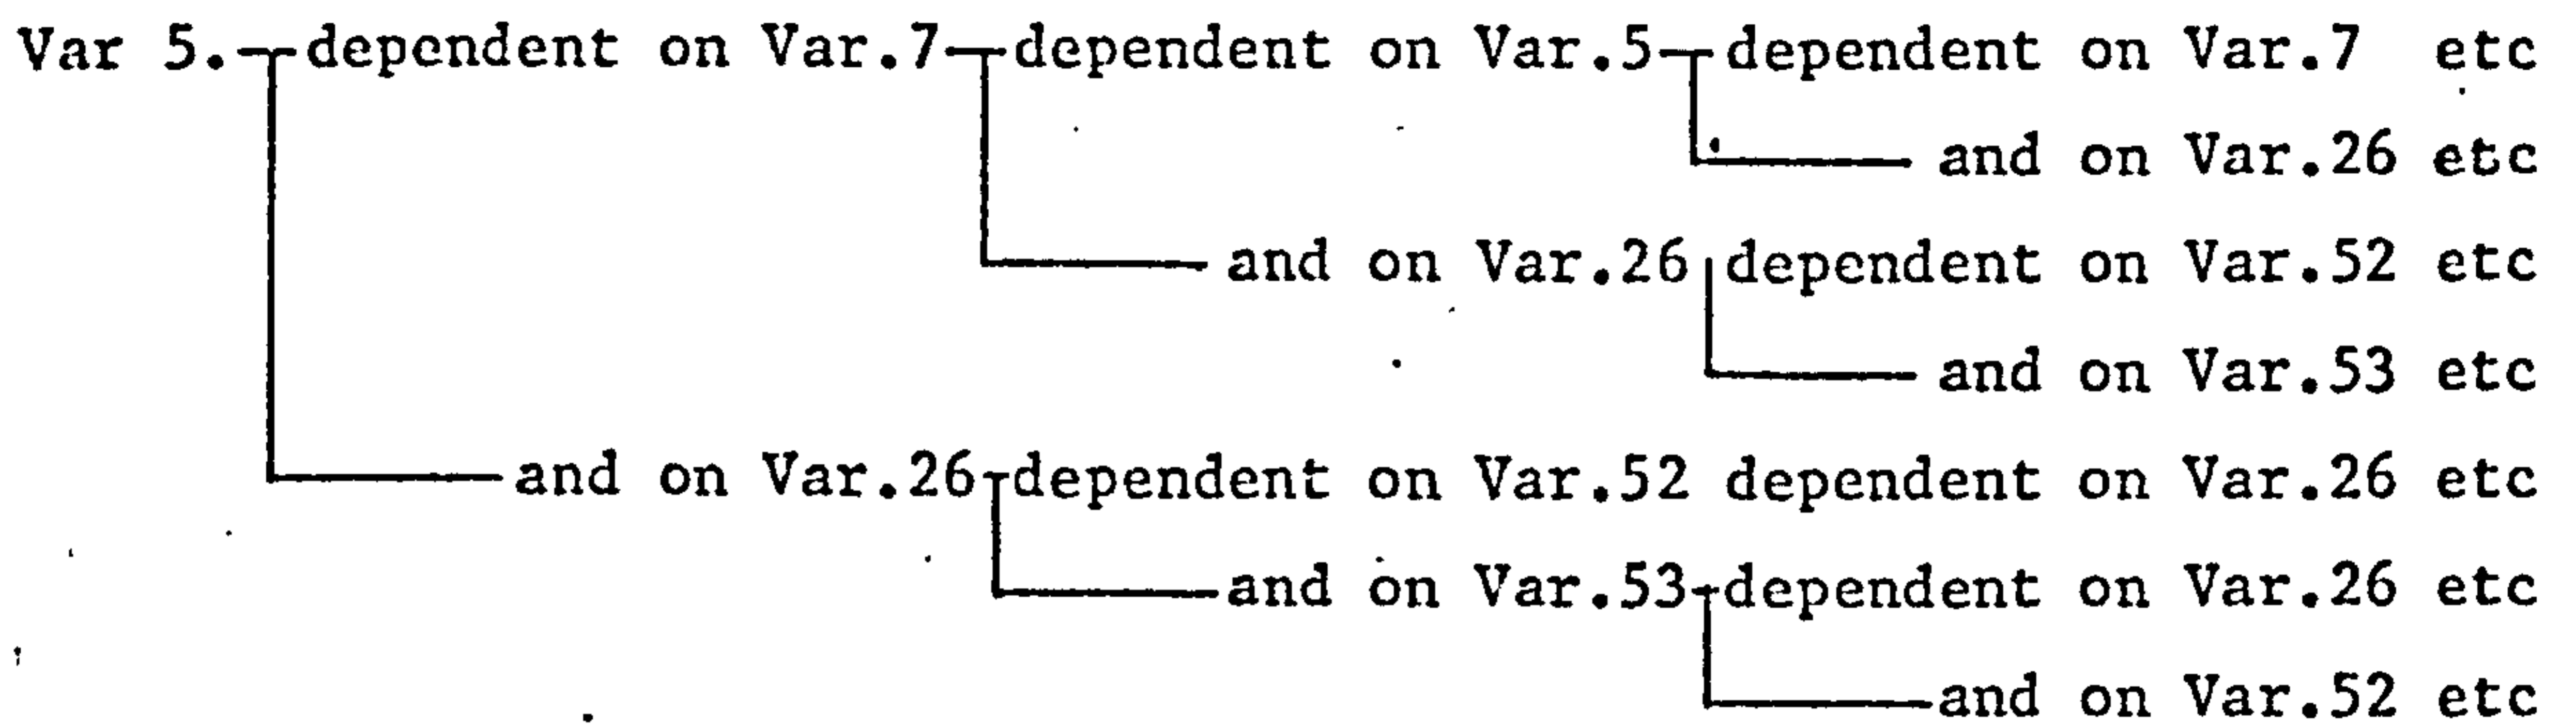 Var 5. dependent on Var.7 dependent on Var.5 dependent on Var.7 etc
and on Var.26 etc
and on Var.26 dependent on Var.52 etc
and on Var.53 etc
and on Var.26 dependent on Var.52 dependent on Var.26 etc
and on Var.53 dependent on Var.26 etc
and on Var.52 etc